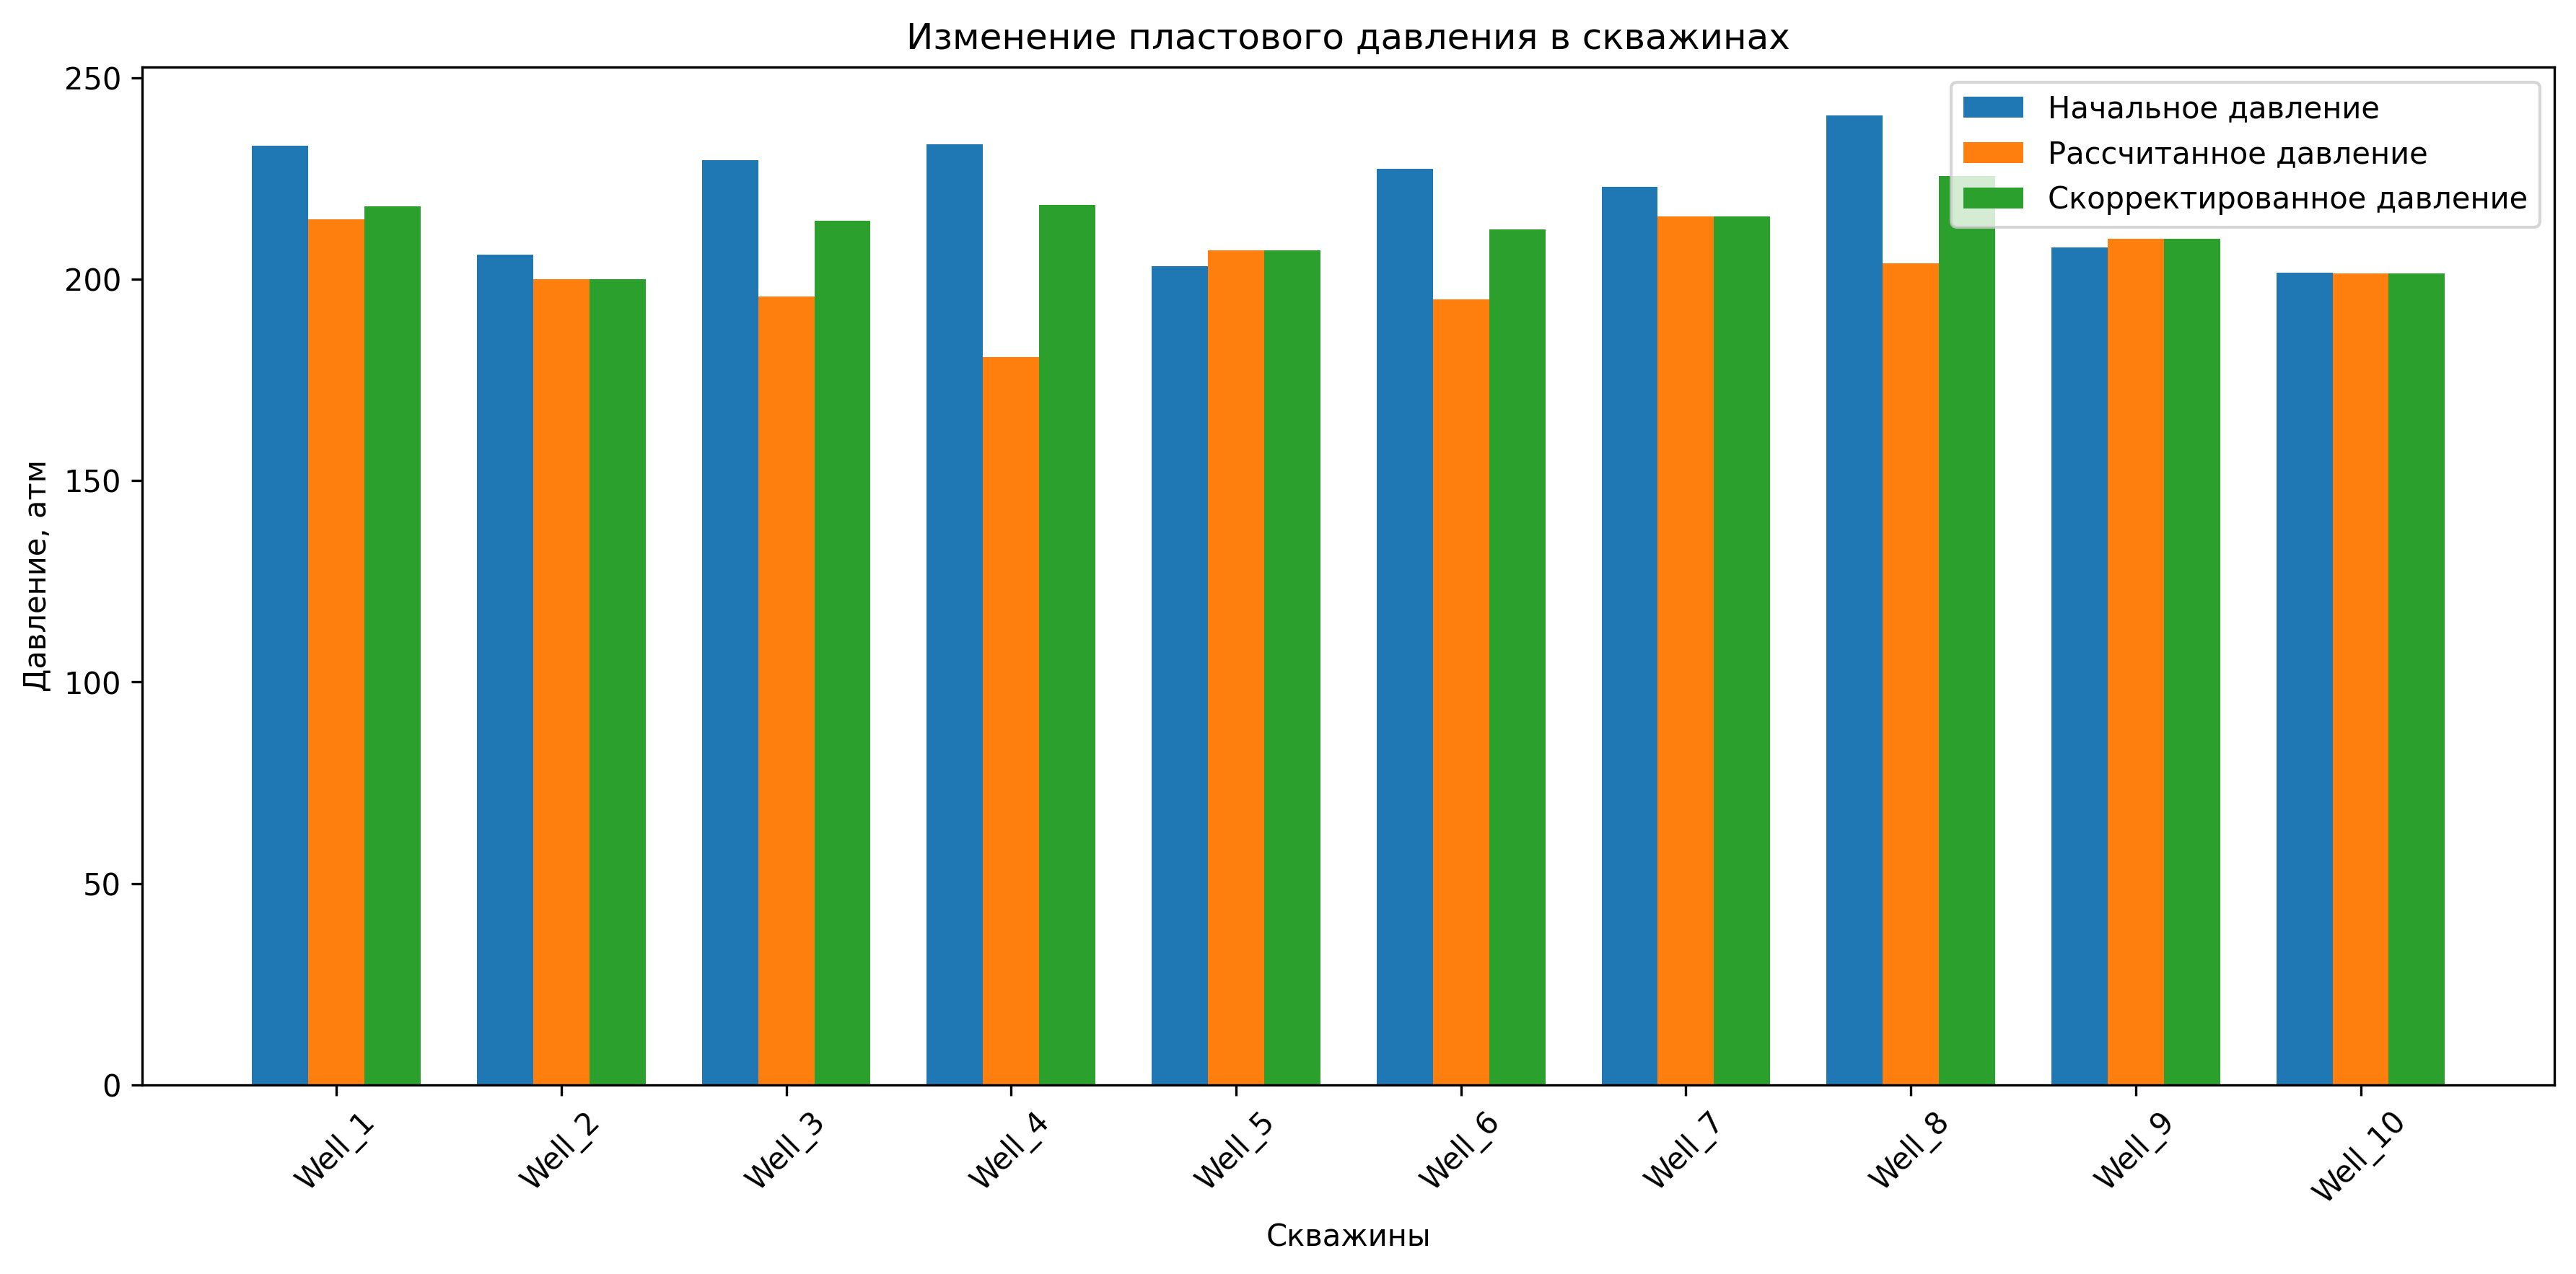 Изменение пластового давления в скважинах
Начальное давление
Рассчитанное давление
Скорректированное давление
Давление, атм
250
200
150
100
50
0
Well_1
Well_2
Well_3
Well_4
Well_5
Well_6
Well_7
Well_8
Well_9
Well_10
Скважины